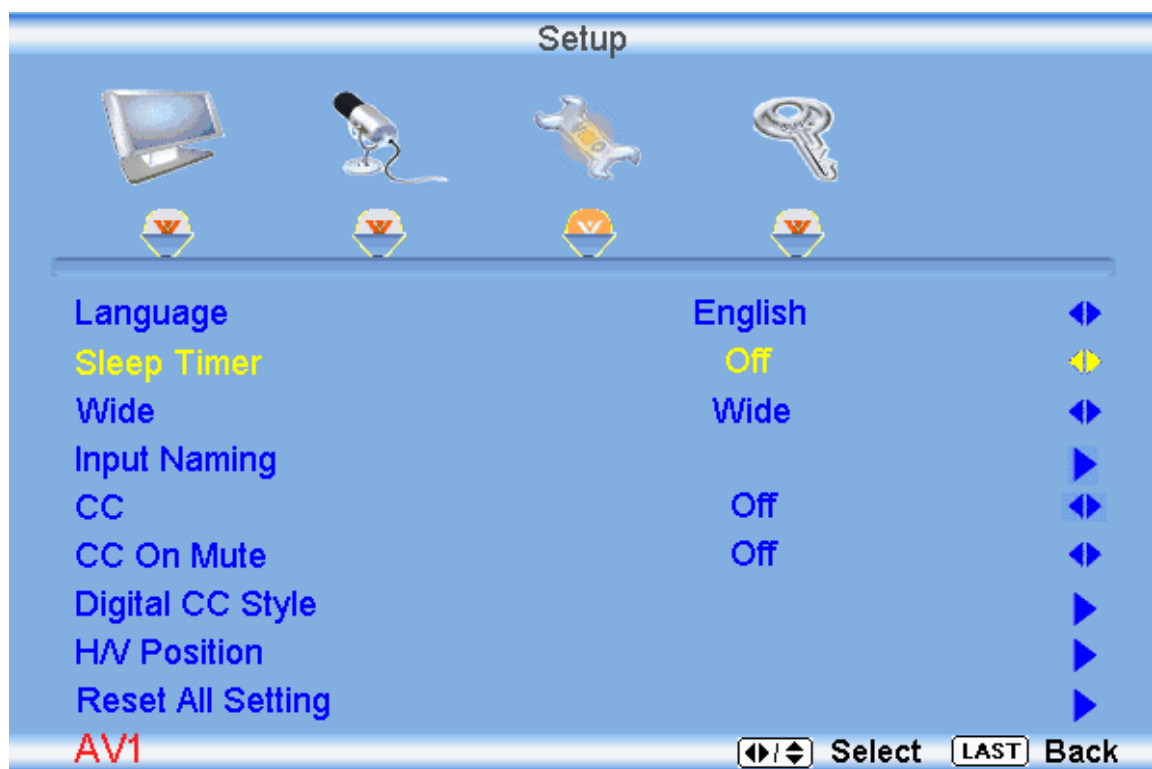 Setup
Language English
Sleep Timer Off
Wide Wide
Input Naming
CC Off
CC On Mute Off
Digital CC Style
H/V Position
Reset All Setting
AV1 / Select LAST Back